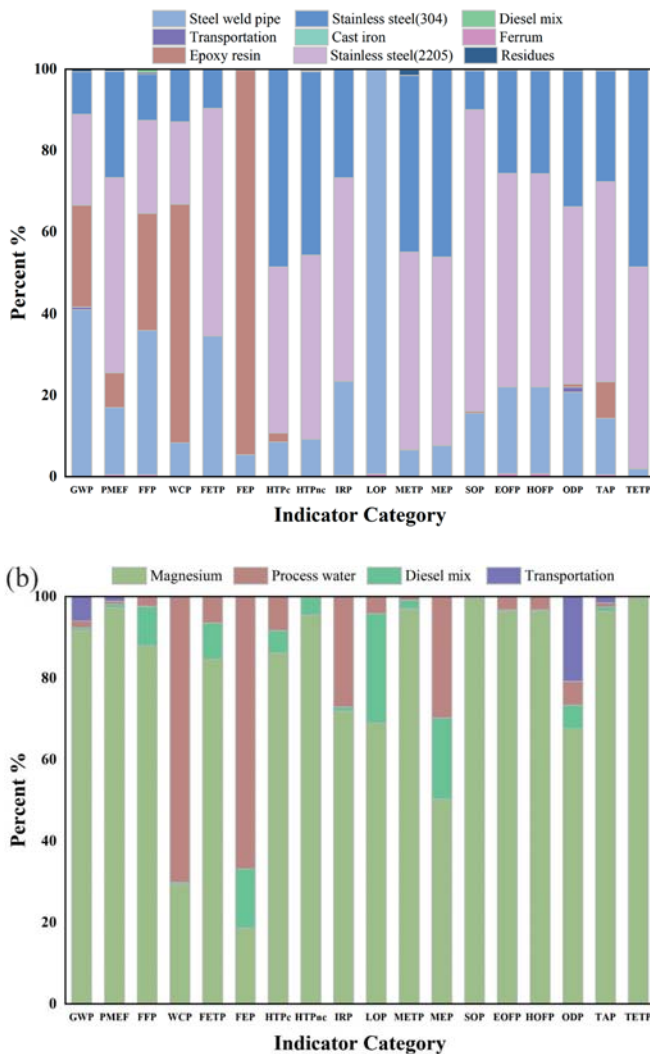 Steel weld pipe Stainless steel(304) Diesel mix
Transportation Cast iron Ferrum
Epoxy resin Stainless steel(2205) Residues
100
80
60
40
20
0
Percent %
GWP PMEF FFP WCP FETP FEP HTPc HTPnc IRP LOP METP MEP SOP EOFP HOFP ODP TAP TETP
Indicator Category
(b)
Magnesium Process water Diesel mix Transportation
100
80
60
40
20
0
Percent %
GWP PMEF FFP WCP FETP FEP HTPc HTPnc IRP LOP METP MEP SOP EOFP HOFP ODP TAP TETP
Indicator Category